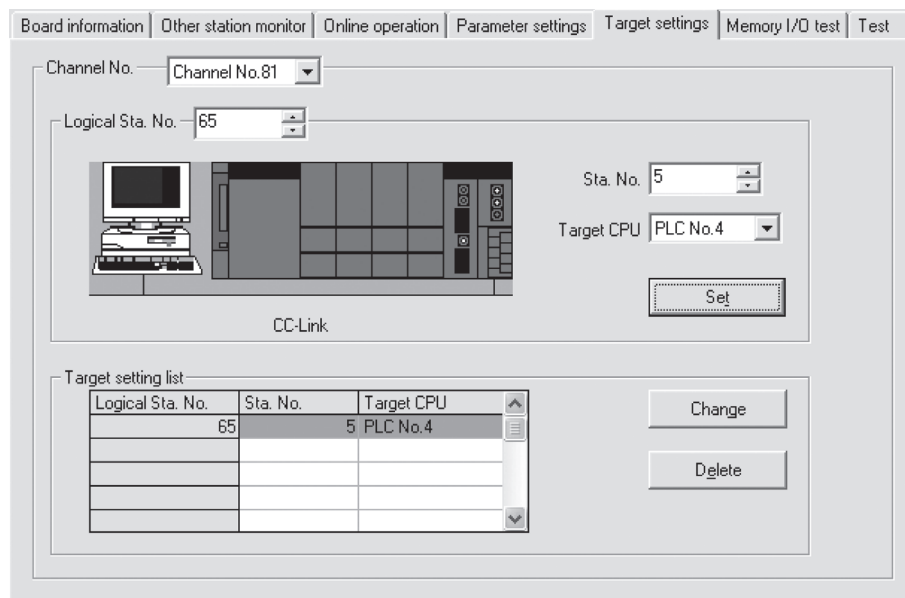 Board information Other station monitor Online operation Parameter settings Target settings Memory I/O test Test
Channel No. Channel No.81
Logical Sta. No. 65
Sta. No. 5
Target CPU PLC No.4
Set
CC-Link
Target setting list
Logical Sta. No. Sta. No. Target CPU
65 5 PLC No.4
Change
Delete